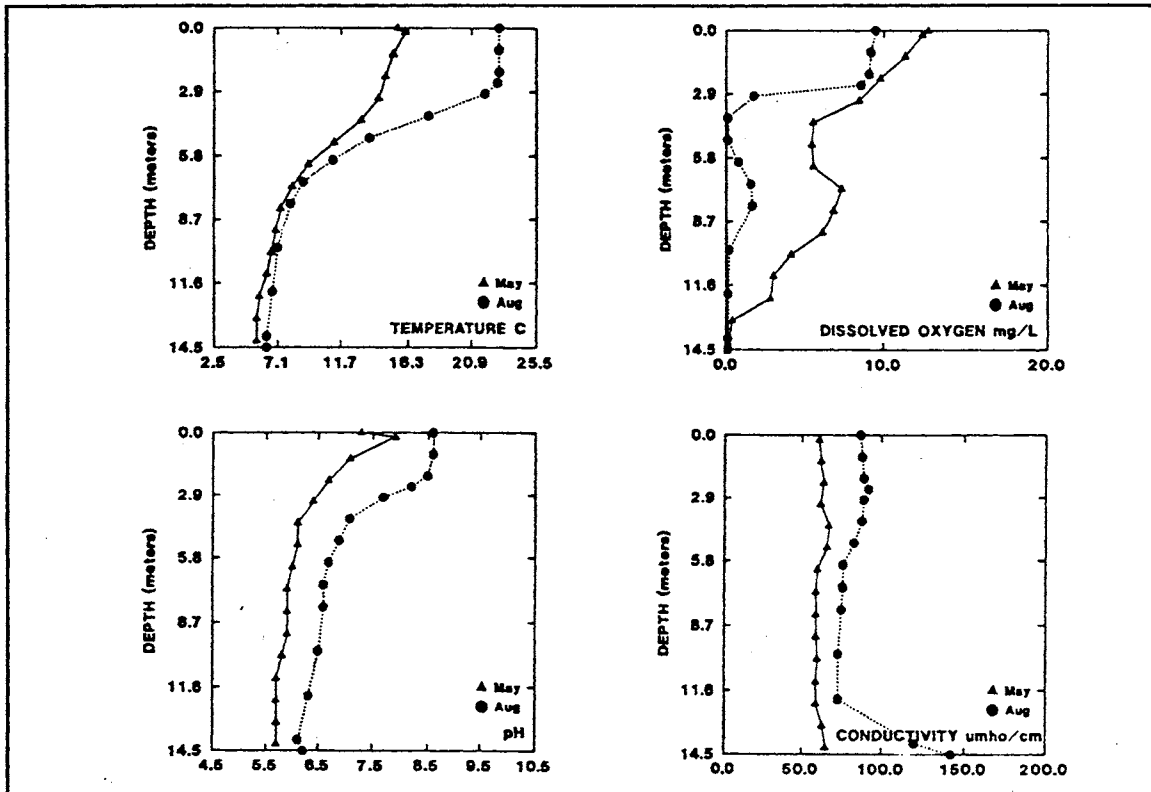 0.0
2.9
5.8
8.7
11.6
14.5
DEPTH (meters)
May
Aug
TEMPERATURE C
2.5 7.1 11.7 16.3 20.9 25.5
0.0
2.9
5.8
8.7
11.6
14.5
DEPTH (meters)
May
Aug
DISSOLVED OXYGEN mg/L
0.0 10.0 20.0
0.0
2.9
5.8
8.7
11.6
14.5
DEPTH (meters)
May
Aug
pH
4.5 5.5 6.5 7.5 8.5 9.5 10.5
0.0
2.9
5.8
8.7
11.6
14.5
DEPTH (meters)
May
Aug
CONDUCTIVITY umho/cm
0.0 50.0 100.0 150.0 200.0